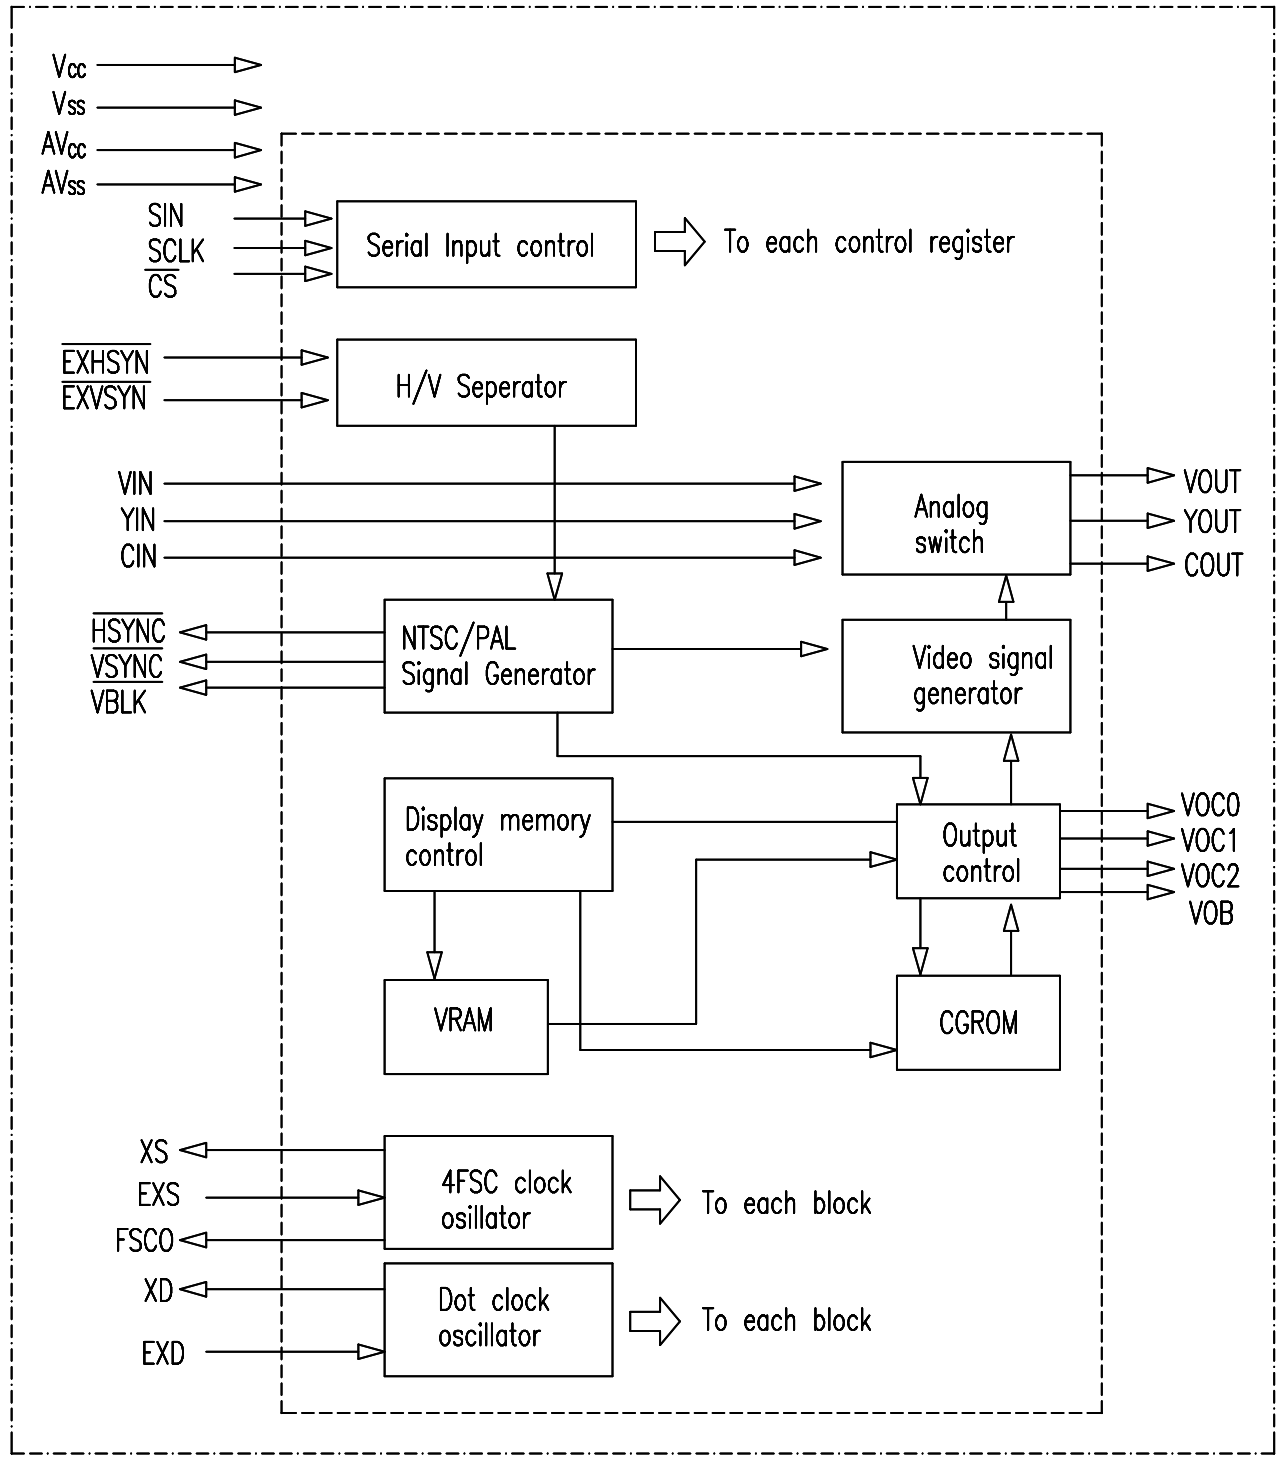 Vcc
Vss
AVcc
AVss
SIN
SCLK
CS
Serial Input control
To each control register
EXHSYN
EXVSYN
H/V Seperator
VIN
YIN
CIN
Analog
switch
VOUT
YOUT
COUT
HSYNC
VSYNC
VBLK
NTSC/PAL
Signal Generator
Video signal
generator
Display memory
control
Output
control
VOC0
VOC1
VOC2
VOB
VRAM
CGROM
XS
EXS
FSCO
4FSC clock
osillator
To each block
XD
EXD
Dot clock
oscillator
To each block